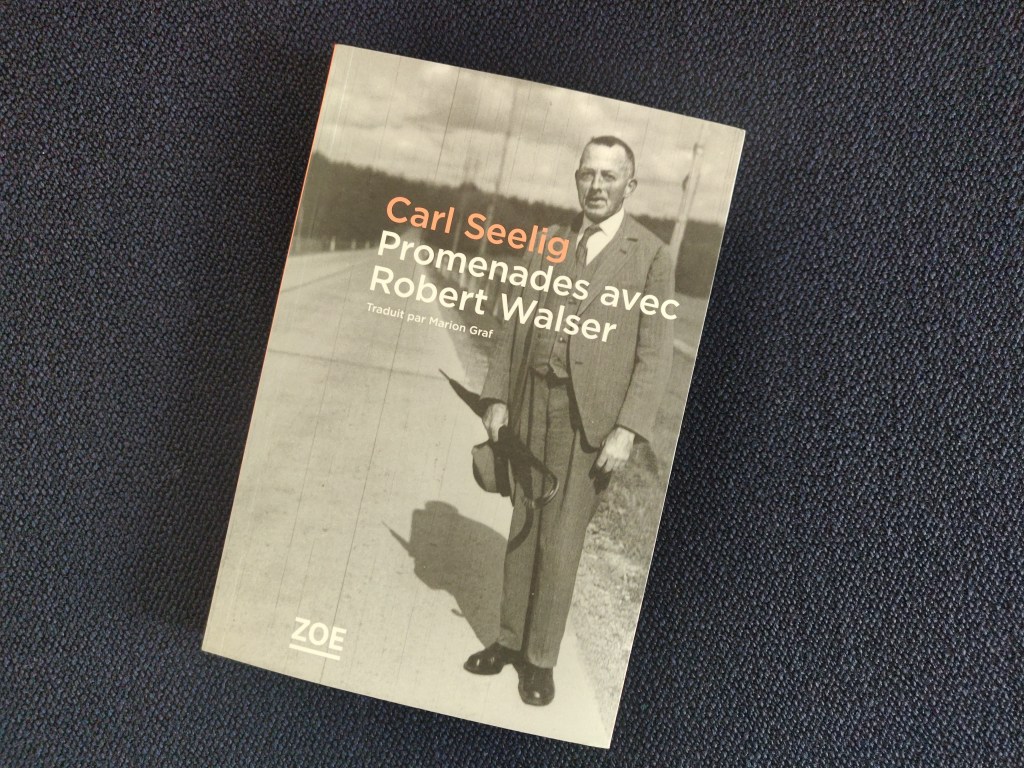 Carl Seelig
Promenades avec
Robert Walser
Traduit par Marion Graf
ZOE